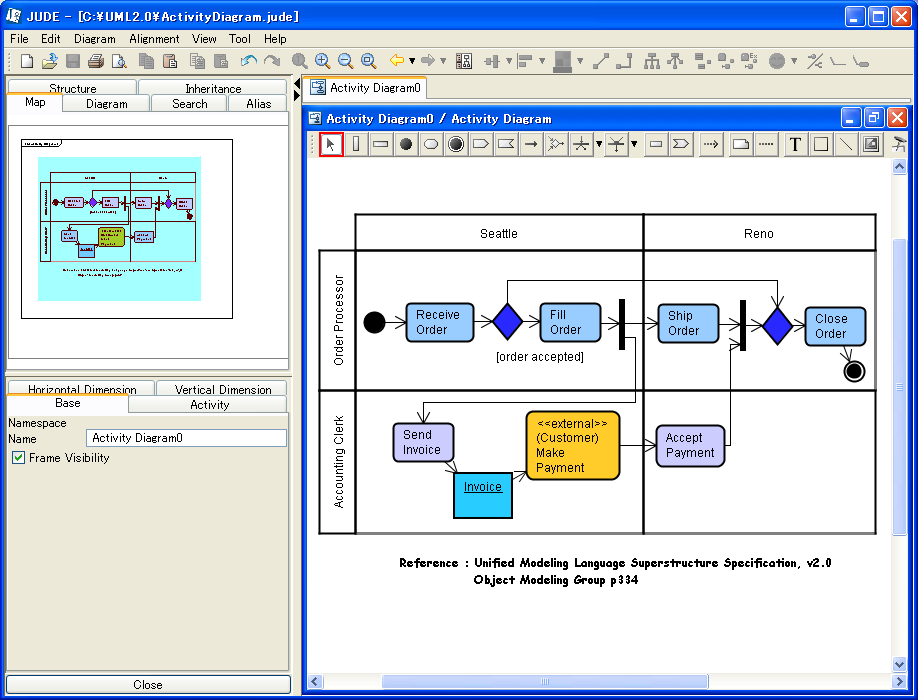 JUDE - [C:¥UML2.0¥ActivityDiagram.jude]
File Edit Diagram Alignment View Tool Help
Structure Inheritance
Map Diagram Search Alias
Activity Diagram0
Activity Diagram0 / Activity Diagram
T
Seattle Reno
Order Processor
Receive
Order
Fill
Order
Ship
Order
Close
Order
[order accepted]
Accounting Clerk
Send
Invoice
<<external>>
(Customer)
Make
Payment
Accept
Payment
Invoice
Reference : Unified Modeling Language Superstructure Specification, v2.0
Object Modeling Group p334
Horizontal Dimension Vertical Dimension
Base Activity
Namespace
Name Activity Diagram0
Frame Visibility
Close